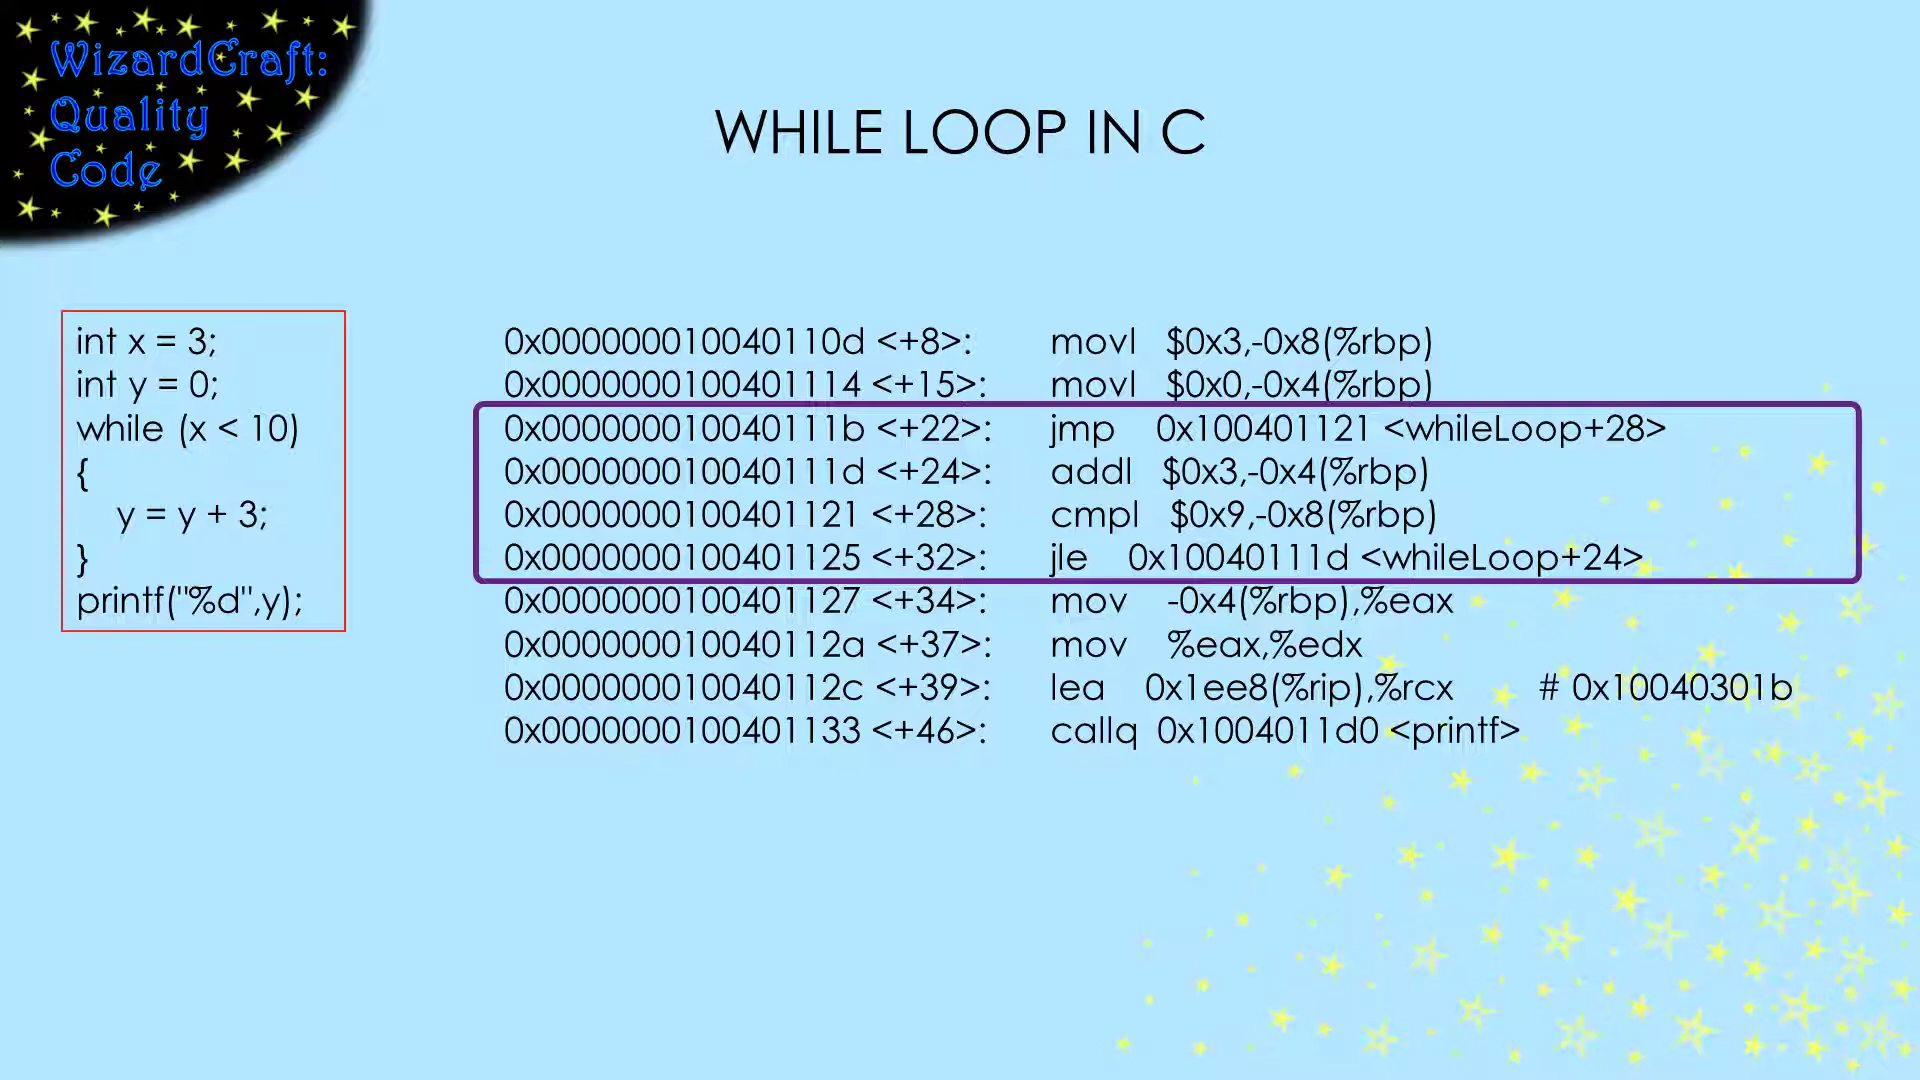 WizardCraft:
Quality
Code
WHILE LOOP IN C
int x = 3;
int y = 0;
while (x < 10)
{
y = y + 3;
}
printf("%d",y);
0x000000010040110d <+8>: movl $0x3,-0x8(%rbp)
0x0000000100401114 <+15>: movl $0x0,-0x4(%rbp)
0x000000010040111b <+22>: jmp 0x100401121 <whileLoop+28>
0x000000010040111d <+24>: addl $0x3,-0x4(%rbp)
0x0000000100401121 <+28>: cmpl $0x9,-0x8(%rbp)
0x0000000100401125 <+32>: jle 0x10040111d <whileLoop+24>
0x0000000100401127 <+34>: mov -0x4(%rbp),%eax
0x000000010040112a <+37>: mov %eax,%edx
0x000000010040112c <+39>: lea 0x1ee8(%rip),%rcx # 0x10040301b
0x0000000100401133 <+46>: callq 0x1004011d0 <printf>